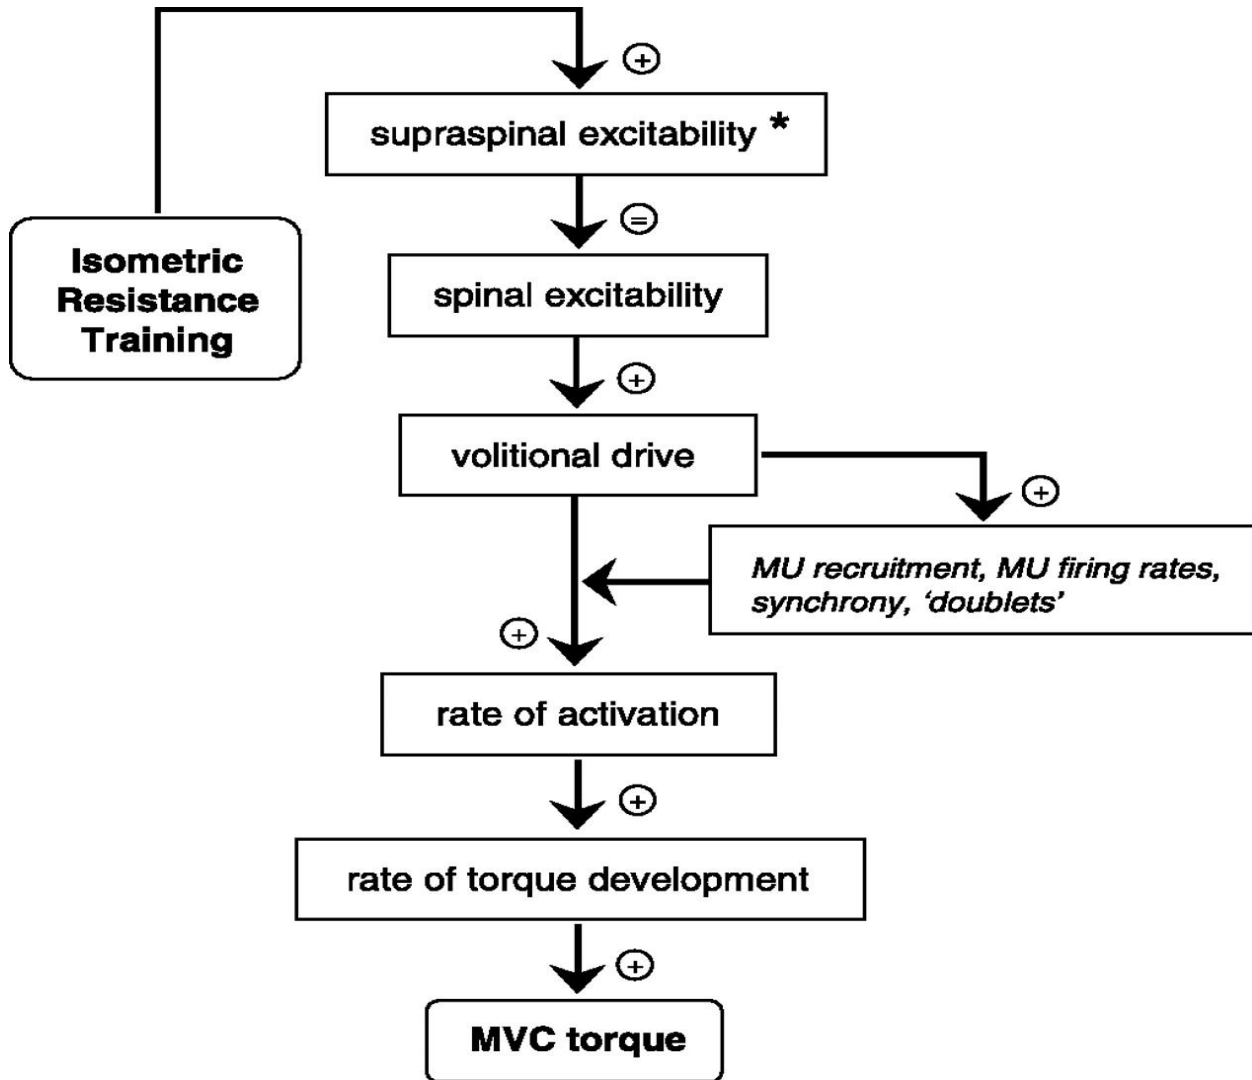 +
supraspinal excitability *
=
Isometric
Resistance
Training
spinal excitability
+
volitional drive
+
MU recruitment, MU firing rates,
synchrony, ‘doublets’
+
rate of activation
+
rate of torque development
+
MVC torque